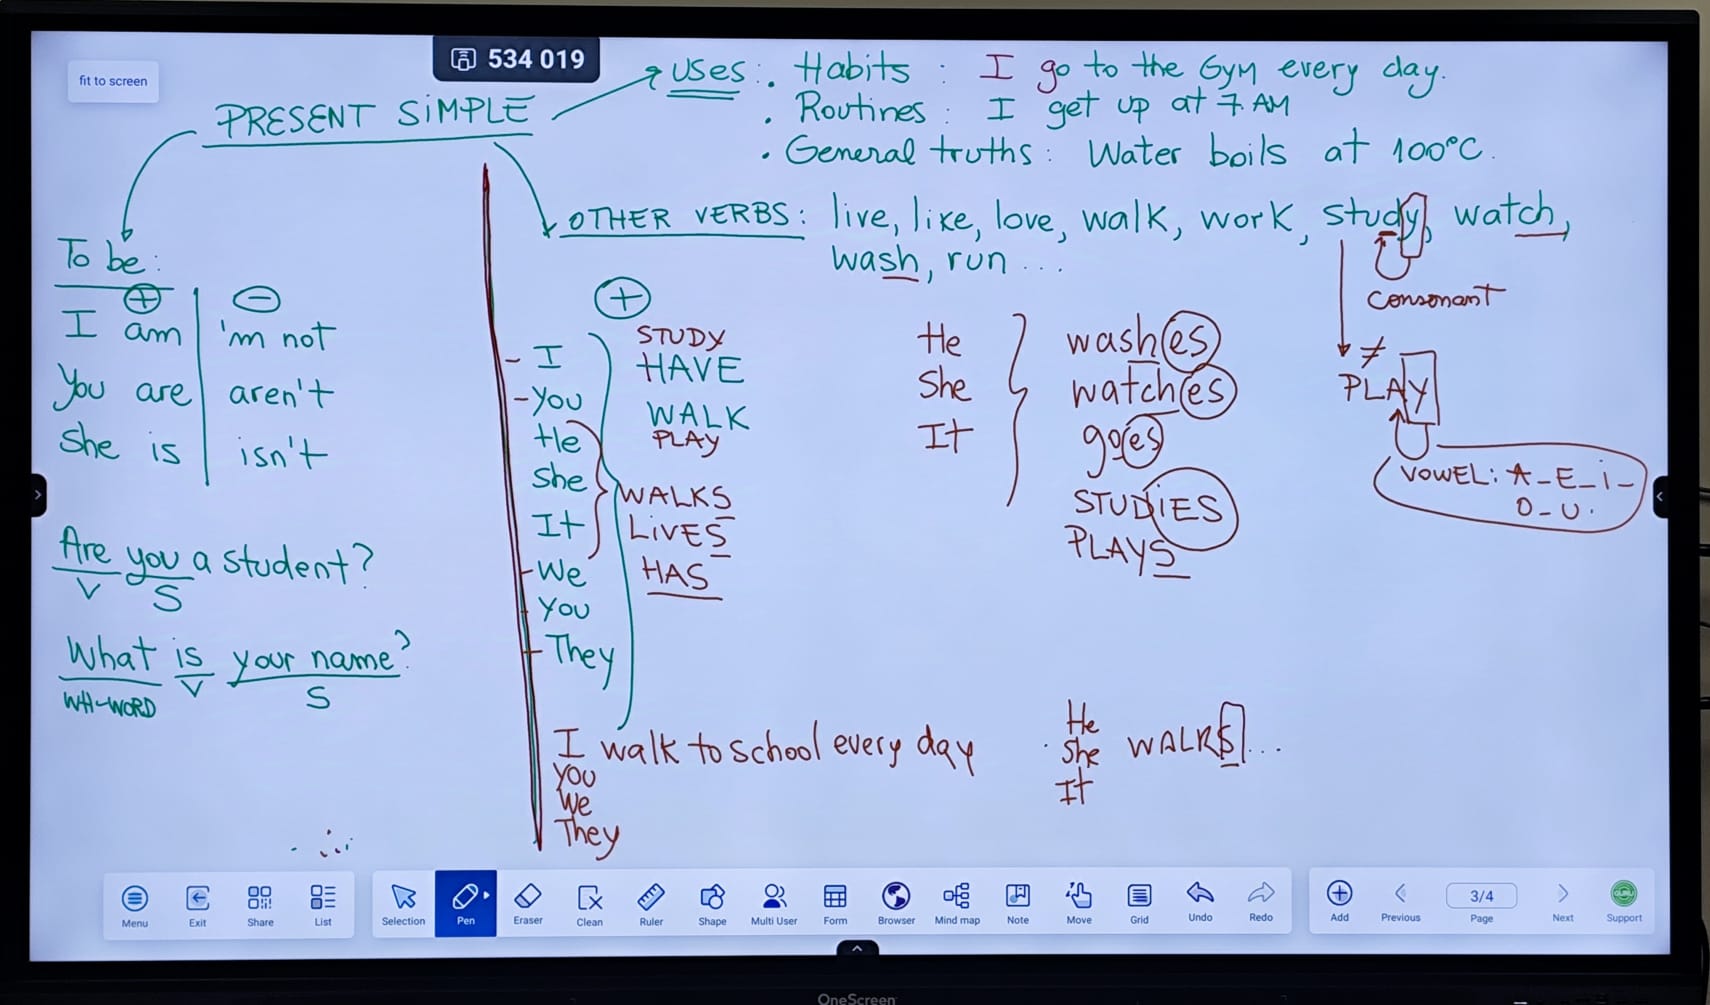 fit to screen
534 019
PRESENT SiMPLE
USES:
. Habits : I go to the Gym every day.
. Routines : I get up at 7 AM
. General truths : Water boils at 100°C.
To be:
+ -
I am 'm not
You are aren't
She is isn't
Are you a student?
V S
What is your name?
WH-WORD V S
OTHER VERBS: live, like, love, walk, work, study, watch,
wash, run ...
consonant
≠
PLAY
VOWEL: A_E_i_
O_U.
+
- I
- You
He
She
It
- We
You
They
STUDY
HAVE
WALK
PLAY
WALKS
LiVES
HAS
He
She
It
washes
watches
goes
STUDiES
PLAYS
I walk to school every day
You
We
They
He
She WALKS...
It
Menu
Exit
Share
List
Selection
Pen
Eraser
Clean
Ruler
Shape
Multi User
Form
Browser
Mind map
Note
Move
Grid
Undo
Redo
Add
Previous
3/4
Page
Next
GURU
Support
OneScreen